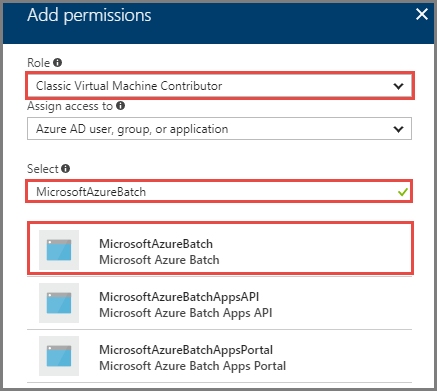 Add permissions
Role
Classic Virtual Machine Contributor
Assign access to
Azure AD user, group, or application
Select
MicrosoftAzureBatch
MicrosoftAzureBatch
Microsoft Azure Batch
MicrosoftAzureBatchAppsAPI
Microsoft Azure Batch Apps API
MicrosoftAzureBatchAppsPortal
Microsoft Azure Batch Apps Portal